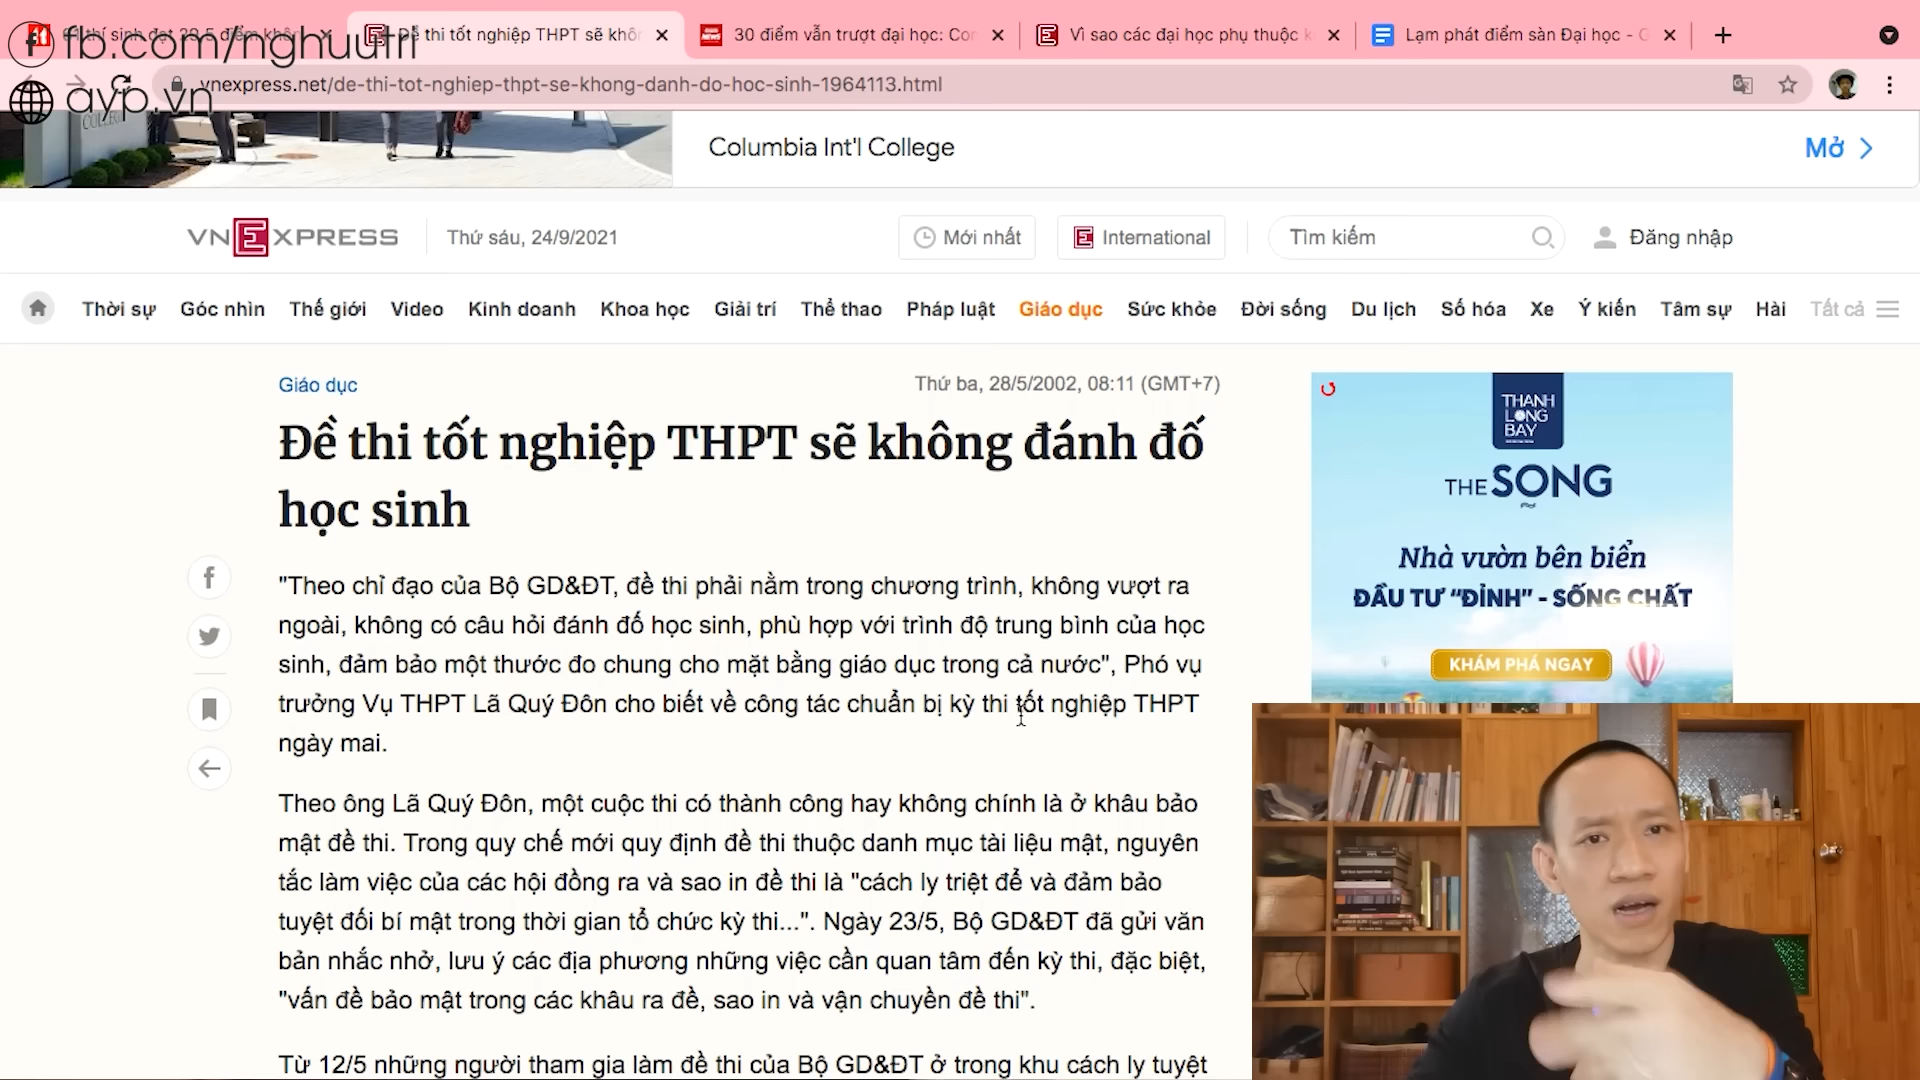 fb.com/nghuutri
ayp.vn
thí sinh đạt
điểm khôn
Đề thi tốt nghiệp THPT sẽ khôn
30 điểm vẫn trượt đại học: Con
Vì sao các đại học phụ thuộc k
Lạm phát điểm sàn Đại học - G
vnexpress.net/de-thi-tot-nghiep-thpt-se-khong-danh-do-hoc-sinh-1964113.html
COLLEGE
Columbia Int'l College
Mở
VNEXPRESS
Thứ sáu, 24/9/2021
Mới nhất
International
Tìm kiếm
Đăng nhập
Thời sự Góc nhìn Thế giới Video Kinh doanh Khoa học Giải trí Thể thao Pháp luật Giáo dục Sức khỏe Đời sống Du lịch Số hóa Xe Ý kiến Tâm sự Hài Tất cả
Giáo dục
Thứ ba, 28/5/2002, 08:11 (GMT+7)
Đề thi tốt nghiệp THPT sẽ không đánh đố
học sinh
"Theo chỉ đạo của Bộ GD&ĐT, đề thi phải nằm trong chương trình, không vượt ra
ngoài, không có câu hỏi đánh đố học sinh, phù hợp với trình độ trung bình của học
sinh, đảm bảo một thước đo chung cho mặt bằng giáo dục trong cả nước", Phó vụ
trưởng Vụ THPT Lã Quý Đôn cho biết về công tác chuẩn bị kỳ thi tốt nghiệp THPT
ngày mai.
Theo ông Lã Quý Đôn, một cuộc thi có thành công hay không chính là ở khâu bảo
mật đề thi. Trong quy chế mới quy định đề thi thuộc danh mục tài liệu mật, nguyên
tắc làm việc của các hội đồng ra và sao in đề thi là "cách ly triệt để và đảm bảo
tuyệt đối bí mật trong thời gian tổ chức kỳ thi...". Ngày 23/5, Bộ GD&ĐT đã gửi văn
bản nhắc nhở, lưu ý các địa phương những việc cần quan tâm đến kỳ thi, đặc biệt,
"vấn đề bảo mật trong các khâu ra đề, sao in và vận chuyển đề thi".
Từ 12/5 những người tham gia làm đề thi của Bộ GD&ĐT ở trong khu cách ly tuyệt
THANH
LONG
BAY
THE SONG
Nhà vườn bên biển
ĐẦU TƯ “ĐỈNH” - SỐNG CHẤT
KHÁM PHÁ NGAY